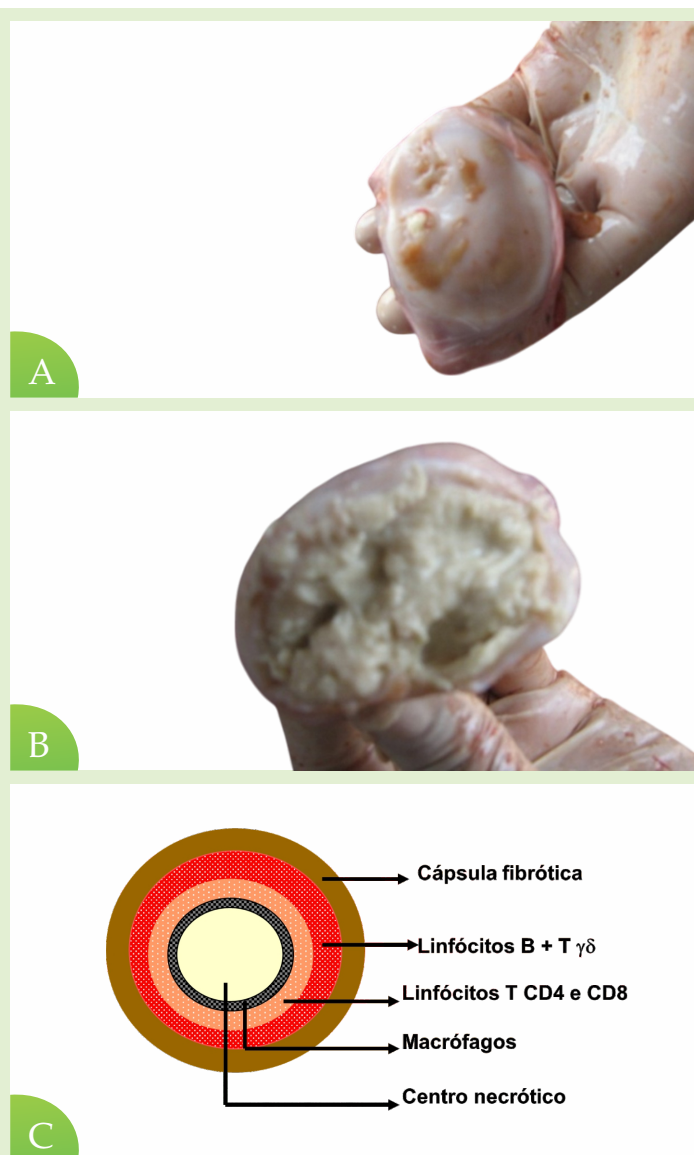 A
B
Cápsula fibrótica
Linfócitos B + T γδ
Linfócitos T CD4 e CD8
Macrófagos
Centro necrótico
C